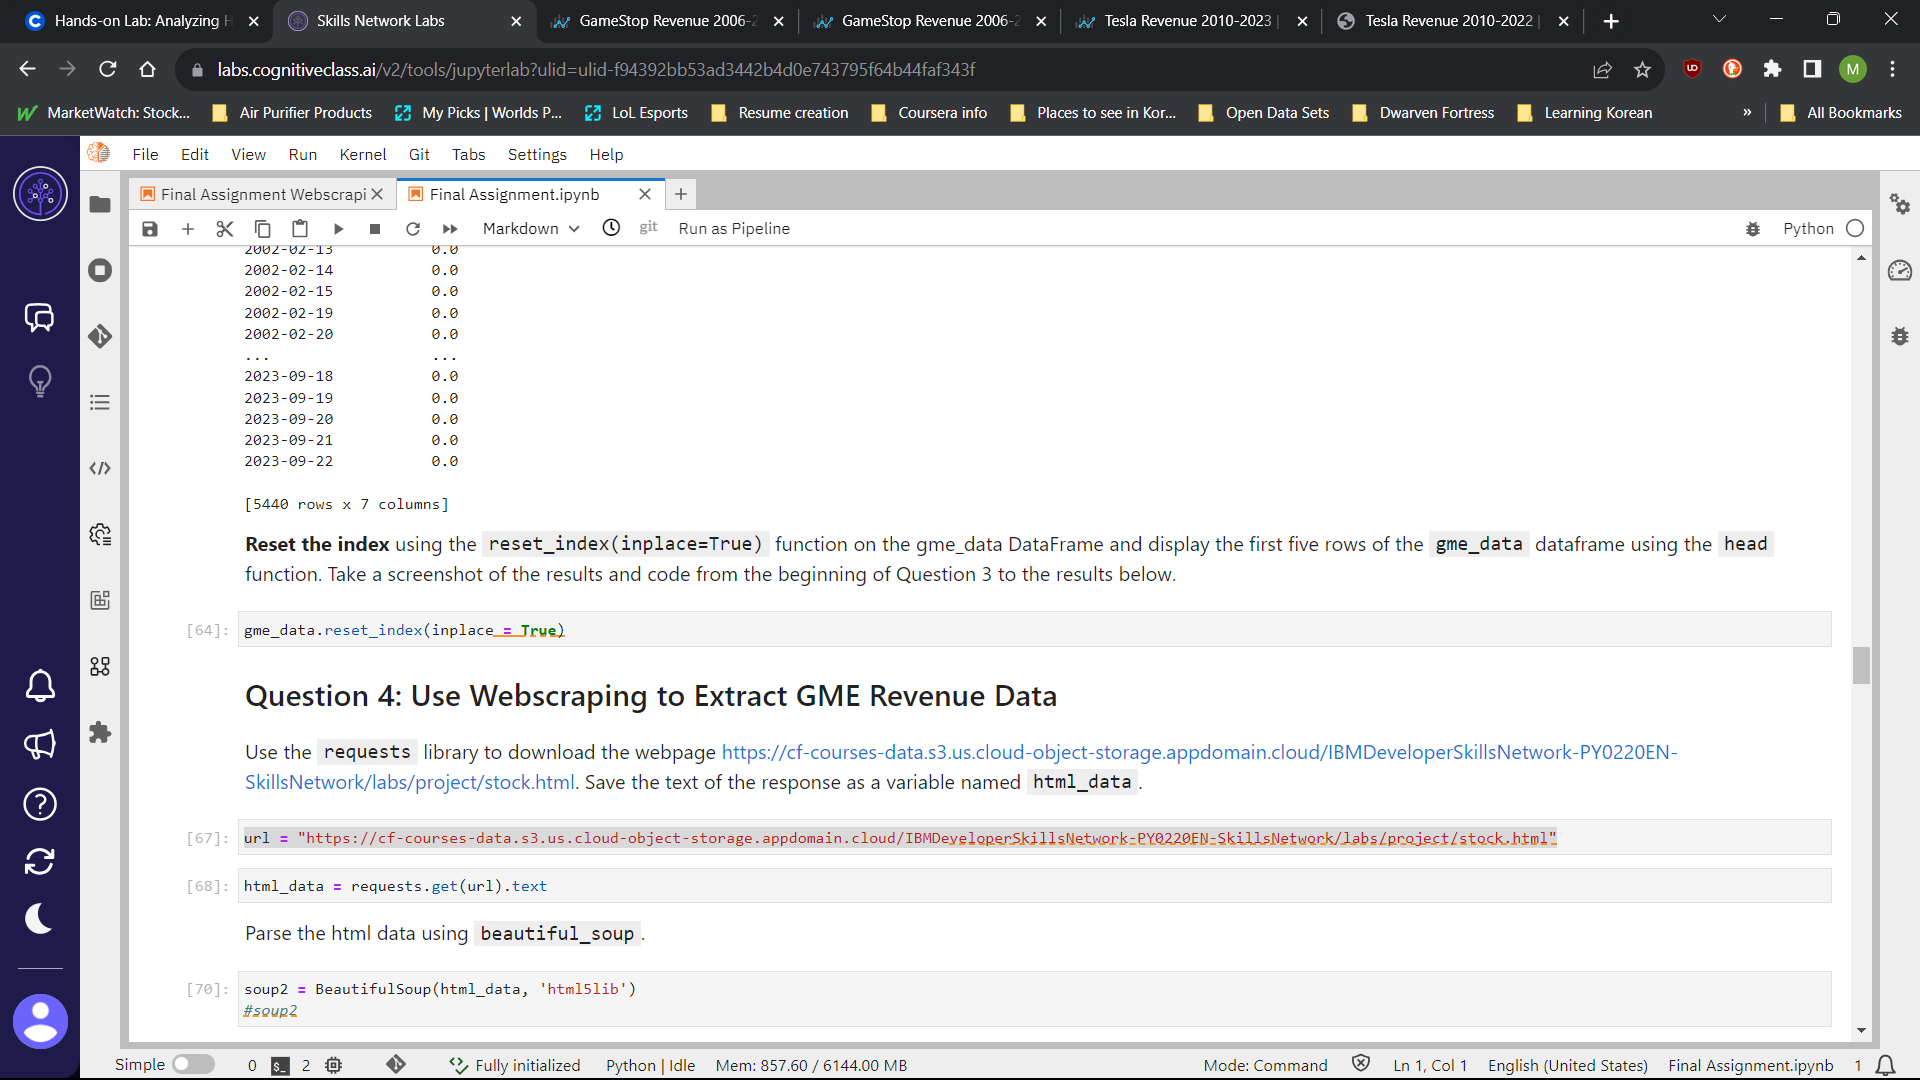 Hands-on Lab: Analyzing H
Skills Network Labs
GameStop Revenue 2006-2
GameStop Revenue 2006-2
Tesla Revenue 2010-2023 |
Tesla Revenue 2010-2022 |
labs.cognitiveclass.ai/v2/tools/jupyterlab?ulid=ulid-f94392bb53ad3442b4d0e743795f64b44faf343f
M
MarketWatch: Stock...
Air Purifier Products
My Picks | Worlds P...
LoL Esports
Resume creation
Coursera info
Places to see in Kor...
Open Data Sets
Dwarven Fortress
Learning Korean
»
All Bookmarks
File Edit View Run Kernel Git Tabs Settings Help
Final Assignment Webscrapi
Final Assignment.ipynb
Markdown
git
Run as Pipeline
Python
2002-02-13 0.0
2002-02-14 0.0
2002-02-15 0.0
2002-02-19 0.0
2002-02-20 0.0
... ...
2023-09-18 0.0
2023-09-19 0.0
2023-09-20 0.0
2023-09-21 0.0
2023-09-22 0.0
[5440 rows x 7 columns]
Reset the index using the reset_index(inplace=True) function on the gme_data DataFrame and display the first five rows of the gme_data dataframe using the head
function. Take a screenshot of the results and code from the beginning of Question 3 to the results below.
[64]: gme_data.reset_index(inplace = True)
Question 4: Use Webscraping to Extract GME Revenue Data
Use the requests library to download the webpage https://cf-courses-data.s3.us.cloud-object-storage.appdomain.cloud/IBMDeveloperSkillsNetwork-PY0220EN-
SkillsNetwork/labs/project/stock.html. Save the text of the response as a variable named html_data.
[67]: url = "https://cf-courses-data.s3.us.cloud-object-storage.appdomain.cloud/IBMDeveloperSkillsNetwork-PY0220EN-SkillsNetwork/labs/project/stock.html"
[68]: html_data = requests.get(url).text
Parse the html data using beautiful_soup.
[70]: soup2 = BeautifulSoup(html_data, 'html5lib')
#soup2
Simple 0 2 Fully initialized Python | Idle Mem: 857.60 / 6144.00 MB Mode: Command Ln 1, Col 1 English (United States) Final Assignment.ipynb 1